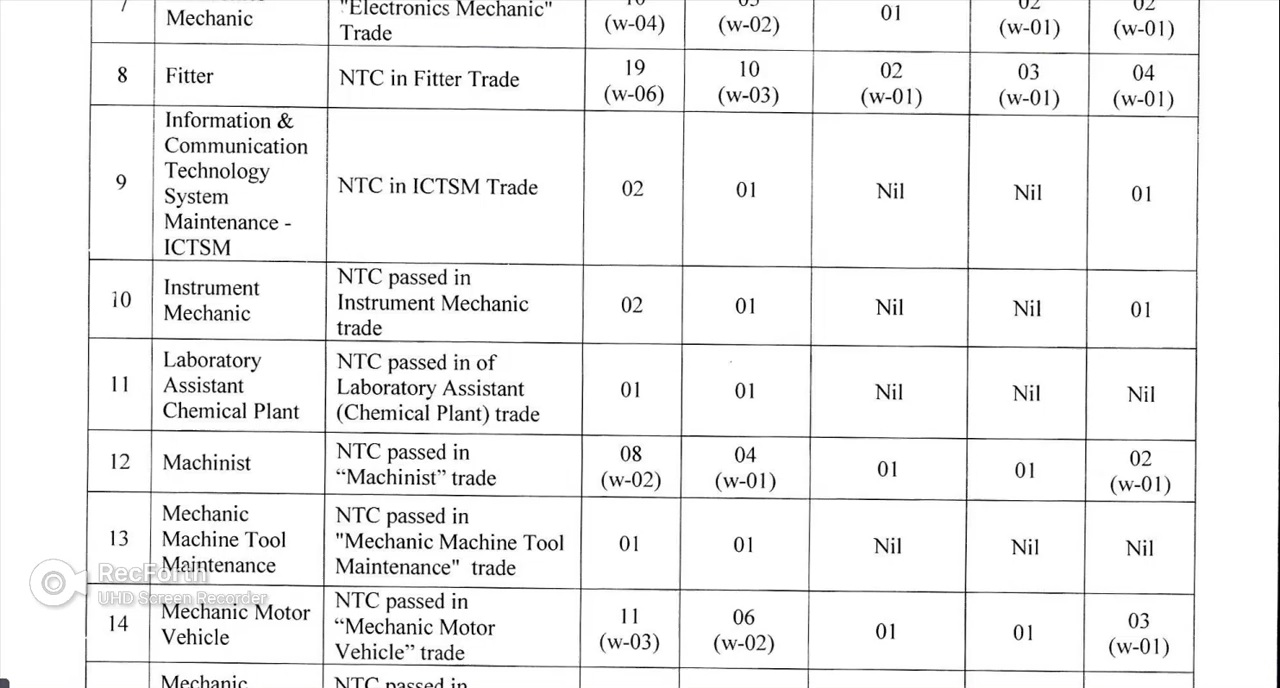 7
Mechanic
"Electronics Mechanic"
Trade
(w-04)
(w-02)
01
02
(w-01)
02
(w-01)
8
Fitter
NTC in Fitter Trade
19
(w-06)
10
(w-03)
02
(w-01)
03
(w-01)
04
(w-01)
9
Information &
Communication
Technology
System
Maintenance -
ICTSM
NTC in ICTSM Trade
02
01
Nil
Nil
01
10
Instrument
Mechanic
NTC passed in
Instrument Mechanic
trade
02
01
Nil
Nil
01
11
Laboratory
Assistant
Chemical Plant
NTC passed in of
Laboratory Assistant
(Chemical Plant) trade
01
01
Nil
Nil
Nil
12
Machinist
NTC passed in
“Machinist” trade
08
(w-02)
04
(w-01)
01
01
02
(w-01)
13
Mechanic
Machine Tool
Maintenance
NTC passed in
"Mechanic Machine Tool
Maintenance" trade
01
01
Nil
Nil
Nil
14
Mechanic Motor
Vehicle
NTC passed in
“Mechanic Motor
Vehicle” trade
11
(w-03)
06
(w-02)
01
01
03
(w-01)
Mechanic
NTC passed in
RecForth
UHD Screen Recorder